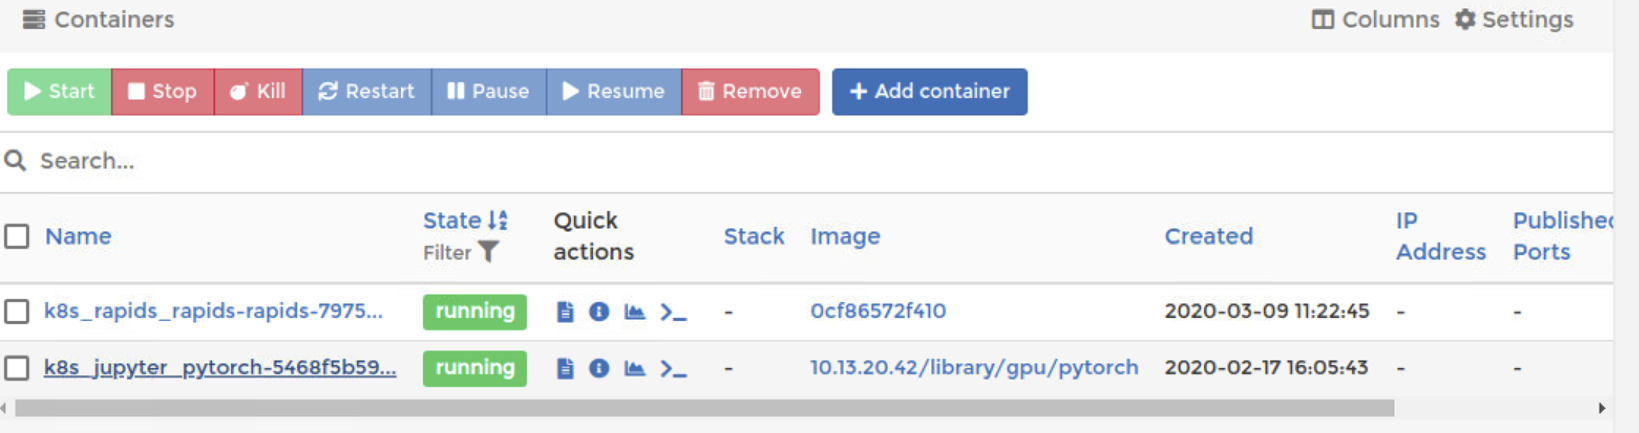 Containers Columns Settings
Start Stop Kill Restart Pause Resume Remove + Add container
Search...
Name State Filter Quick actions Stack Image Created IP Address Published Ports
k8s_rapids_rapids-rapids-7975... running - 0cf86572f410 2020-03-09 11:22:45 - -
k8s_jupyter_pytorch-5468f5b59... running - 10.13.20.42/library/gpu/pytorch 2020-02-17 16:05:43 - -